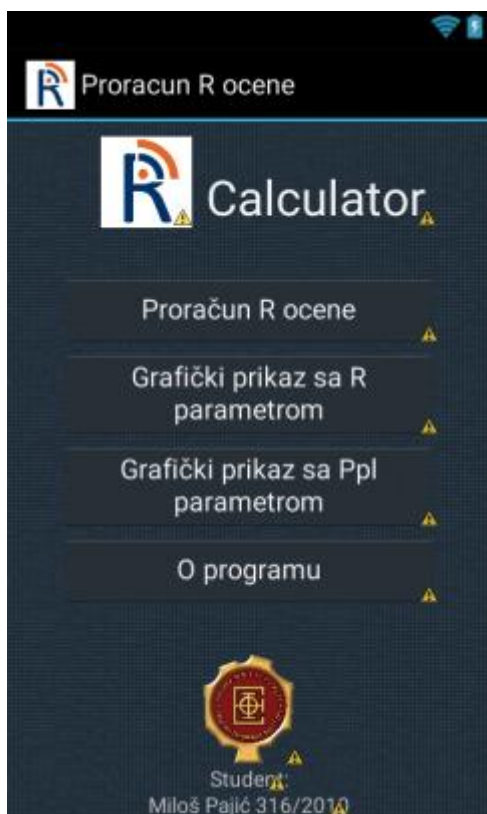 R Proracun R ocene
R Calculator
Proračun R ocene
Grafički prikaz sa R
parametrom
Grafički prikaz sa Ppl
parametrom
O programu
Student:
Miloš Pajić 316/2010